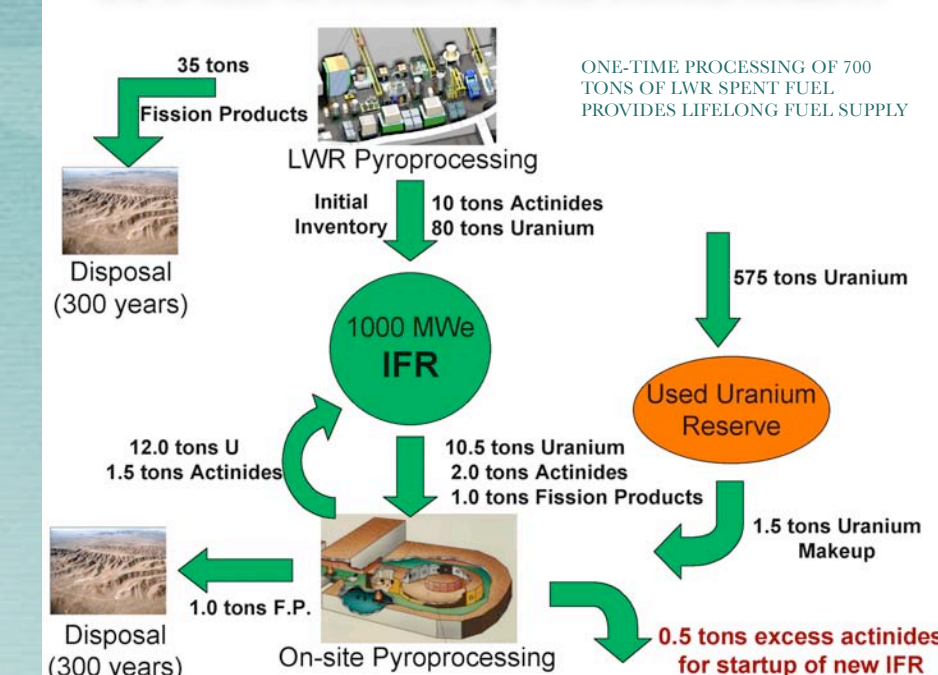 ONE-TIME PROCESSING OF 700
TONS OF LWR SPENT FUEL
PROVIDES LIFELONG FUEL SUPPLY
35 tons
Fission Products
LWR Pyroprocessing
Disposal
(300 years)
Initial
Inventory
10 tons Actinides
80 tons Uranium
575 tons Uranium
1000 MWe
IFR
Used Uranium
Reserve
12.0 tons U
1.5 tons Actinides
10.5 tons Uranium
2.0 tons Actinides
1.0 tons Fission Products
1.5 tons Uranium
Makeup
1.0 tons F.P.
Disposal
(300 years)
On-site Pyroprocessing
0.5 tons excess actinides
for startup of new IFR